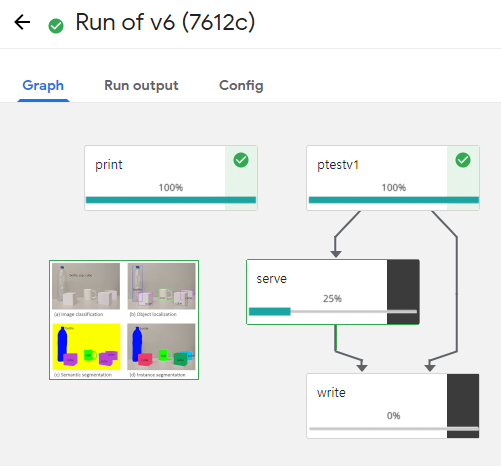 Run of v6 (7612c)
Graph Run output Config
print
100%
ptestv1
100%
serve
25%
(a) Image classification
(b) Object localization
(c) Semantic segmentation
(d) Instance segmentation
write
0%